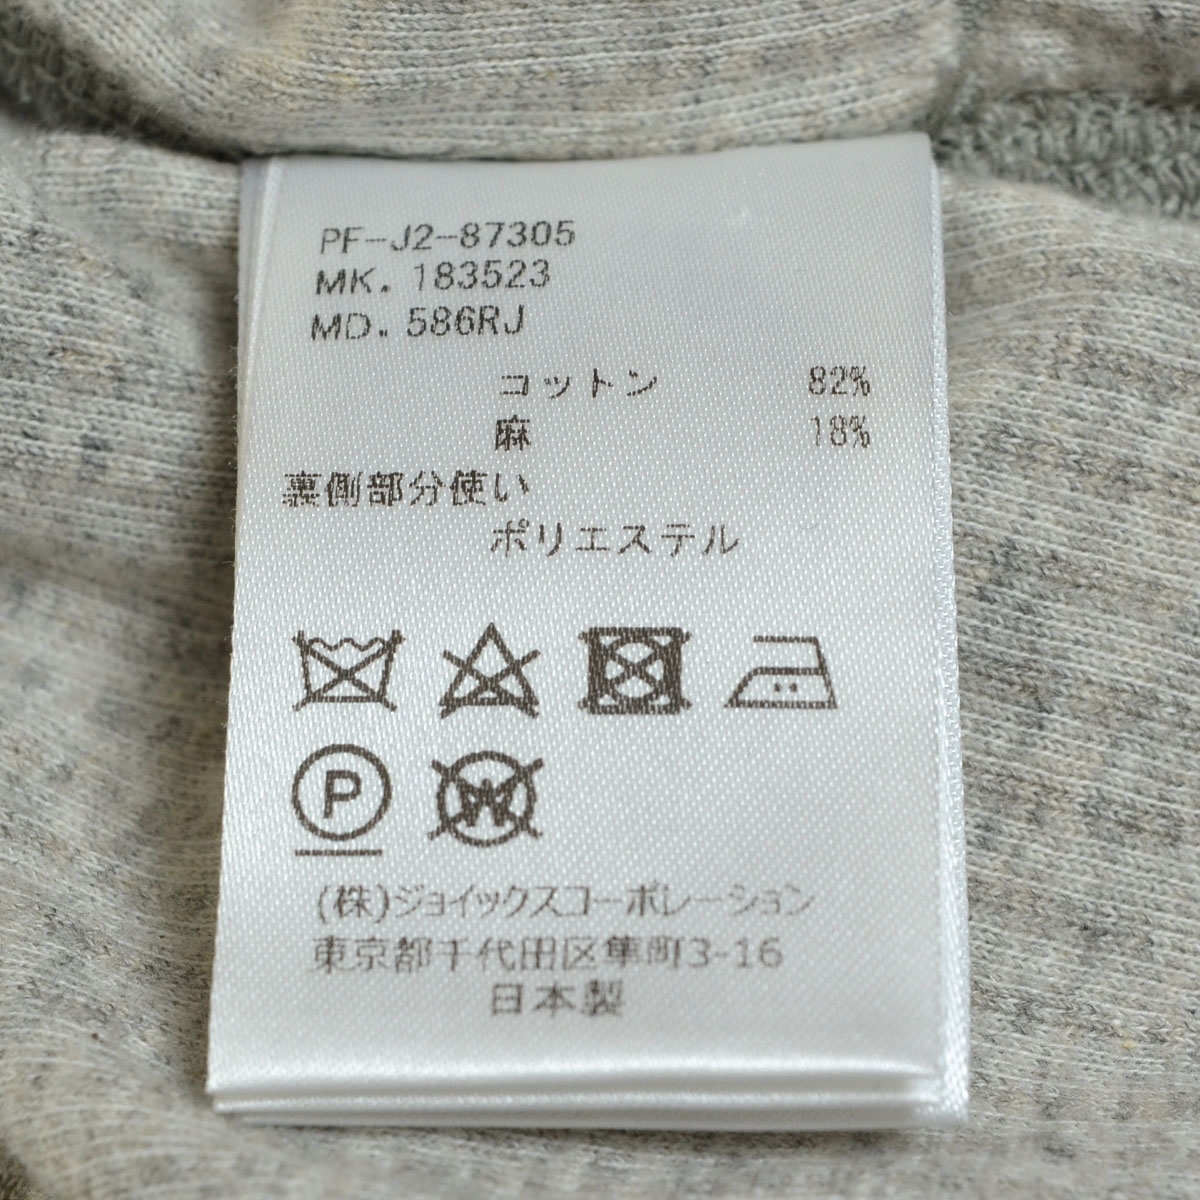 PF-J2-87305
MK. 183523
MD. 586RJ
コットン 82%
麻 18%
裏側部分使い
ポリエステル
P W
(株)ジョイックスコーポレーション
東京都千代田区隼町3-16
日本製